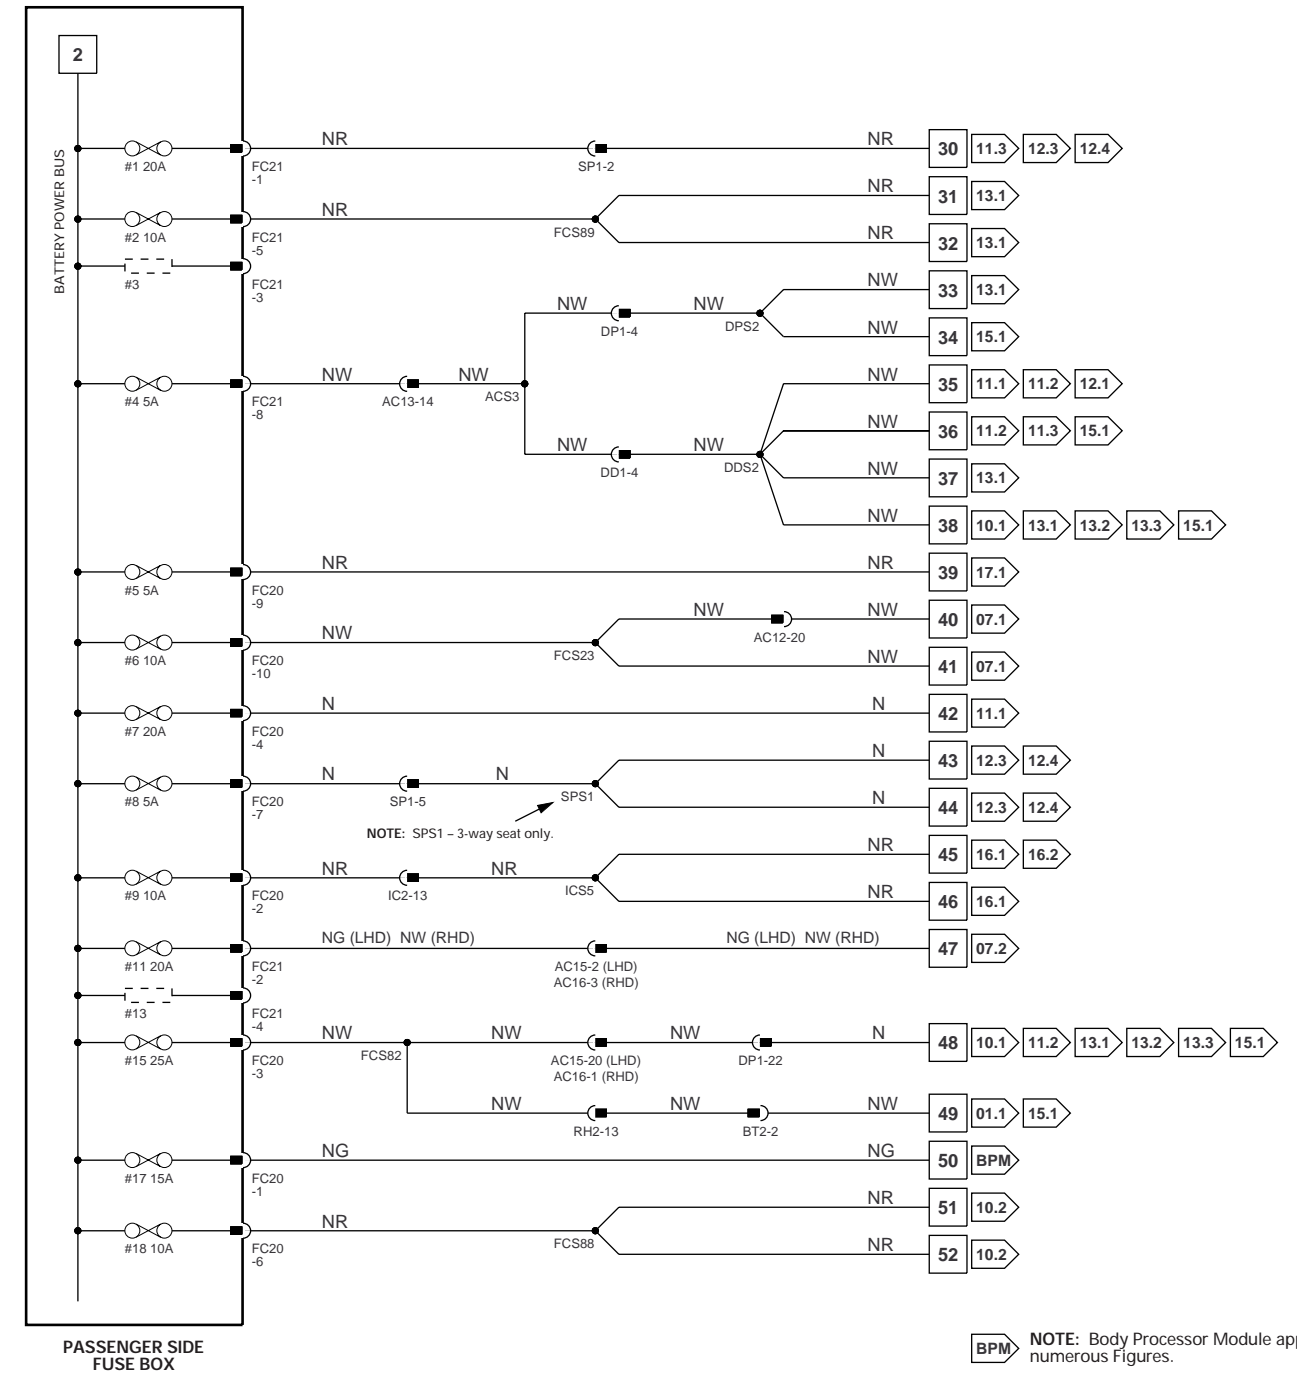 2
BATTERY POWER BUS
#1 20A
FC21
-1
NR
SP1-2
NR
30 11.3 12.3 12.4
#2 10A
FC21
-5
NR
FCS89
NR
31 13.1
NR
32 13.1
#3
FC21
-3
#4 5A
FC21
-8
NW
AC13-14
NW
ACS3
NW
DP1-4
NW
DPS2
NW
33 13.1
NW
34 15.1
NW
DD1-4
NW
DDS2
NW
35 11.1 11.2 12.1
NW
36 11.2 11.3 15.1
NW
37 13.1
NW
38 10.1 13.1 13.2 13.3 15.1
#5 5A
FC20
-9
NR
NR
39 17.1
#6 10A
FC20
-10
NW
FCS23
NW
AC12-20
NW
40 07.1
NW
41 07.1
#7 20A
FC20
-4
N
N
42 11.1
#8 5A
FC20
-7
N
SP1-5
N
SPS1
NOTE: SPS1 – 3-way seat only.
N
43 12.3 12.4
N
44 12.3 12.4
#9 10A
FC20
-2
NR
IC2-13
NR
ICS5
NR
45 16.1 16.2
NR
46 16.1
#11 20A
FC21
-2
NG (LHD) NW (RHD)
AC15-2 (LHD)
AC16-3 (RHD)
NG (LHD) NW (RHD)
47 07.2
#13
FC21
-4
#15 25A
FC20
-3
NW
FCS82
NW
AC15-20 (LHD)
AC16-1 (RHD)
NW
DP1-22
N
48 10.1 11.2 13.1 13.2 13.3 15.1
NW
RH2-13
NW
BT2-2
NW
49 01.1 15.1
#17 15A
FC20
-1
NG
NG
50 BPM
#18 10A
FC20
-6
NR
FCS88
NR
51 10.2
NR
52 10.2
PASSENGER SIDE
FUSE BOX
BPM NOTE: Body Processor Module
numerous Figures.